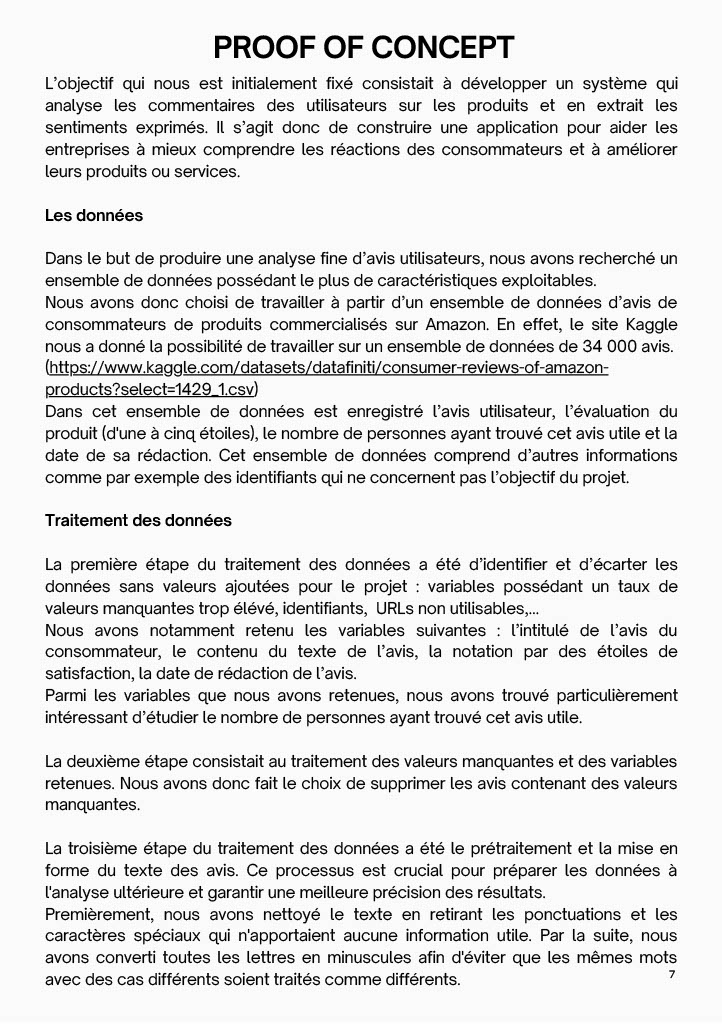 PROOF OF CONCEPT
L’objectif qui nous est initialement fixé consistait à développer un système qui
analyse les commentaires des utilisateurs sur les produits et en extrait les
sentiments exprimés. Il s’agit donc de construire une application pour aider les
entreprises à mieux comprendre les réactions des consommateurs et à améliorer
leurs produits ou services.
Les données
Dans le but de produire une analyse fine d’avis utilisateurs, nous avons recherché un
ensemble de données possédant le plus de caractéristiques exploitables.
Nous avons donc choisi de travailler à partir d’un ensemble de données d’avis de
consommateurs de produits commercialisés sur Amazon. En effet, le site Kaggle
nous a donné la possibilité de travailler sur un ensemble de données de 34 000 avis.
(https://www.kaggle.com/datasets/datafiniti/consumer-reviews-of-amazon-
products?select=1429_1.csv)
Dans cet ensemble de données est enregistré l’avis utilisateur, l’évaluation du
produit (d'une à cinq étoiles), le nombre de personnes ayant trouvé cet avis utile et la
date de sa rédaction. Cet ensemble de données comprend d’autres informations
comme par exemple des identifiants qui ne concernent pas l’objectif du projet.
Traitement des données
La première étape du traitement des données a été d’identifier et d’écarter les
données sans valeurs ajoutées pour le projet : variables possédant un taux de
valeurs manquantes trop élévé, identifiants,  URLs non utilisables,...
Nous avons notamment retenu les variables suivantes : l’intitulé de l’avis du
consommateur, le contenu du texte de l’avis, la notation par des étoiles de
satisfaction, la date de rédaction de l’avis.
Parmi les variables que nous avons retenues, nous avons trouvé particulièrement
intéressant d’étudier le nombre de personnes ayant trouvé cet avis utile.
La deuxième étape consistait au traitement des valeurs manquantes et des variables
retenues. Nous avons donc fait le choix de supprimer les avis contenant des valeurs
manquantes.
La troisième étape du traitement des données a été le prétraitement et la mise en
forme du texte des avis. Ce processus est crucial pour préparer les données à
l'analyse ultérieure et garantir une meilleure précision des résultats.
Premièrement, nous avons nettoyé le texte en retirant les ponctuations et les
caractères spéciaux qui n'apportaient aucune information utile. Par la suite, nous
avons converti toutes les lettres en minuscules afin d'éviter que les mêmes mots
avec des cas différents soient traités comme différents.
7